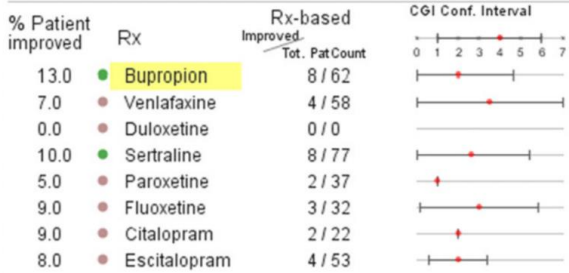 % Patient improved Rx Rx-based Improved Tot. PatCount CGI Conf. Interval
0 1 2 3 4 5 6 7
13.0 Bupropion 8 / 62
7.0 Venlafaxine 4 / 58
0.0 Duloxetine 0 / 0
10.0 Sertraline 8 / 77
5.0 Paroxetine 2 / 37
9.0 Fluoxetine 3 / 32
9.0 Citalopram 2 / 22
8.0 Escitalopram 4 / 53